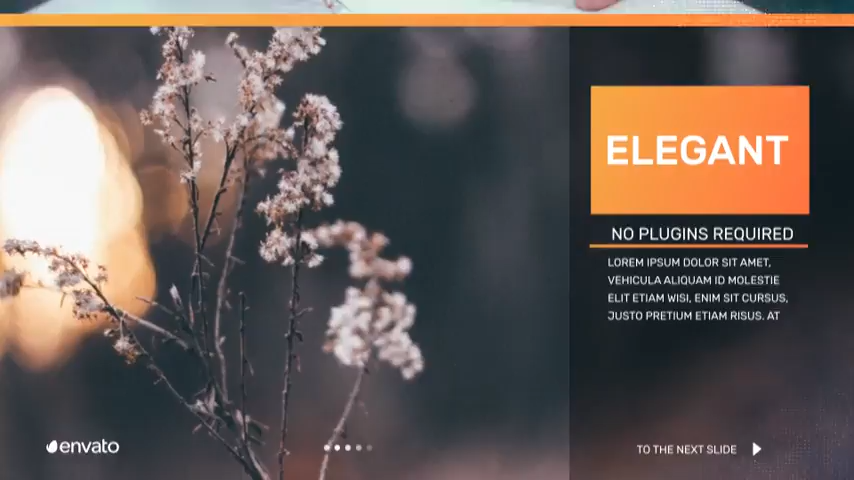 ELEGANT
NO PLUGINS REQUIRED
LOREM IPSUM DOLOR SIT AMET,
VEHICULA ALIQUAM ID MOLESTIE
ELIT ETIAM WISI, ENIM SIT CURSUS,
JUSTO PRETIUM ETIAM RISUS. AT
envato
TO THE NEXT SLIDE